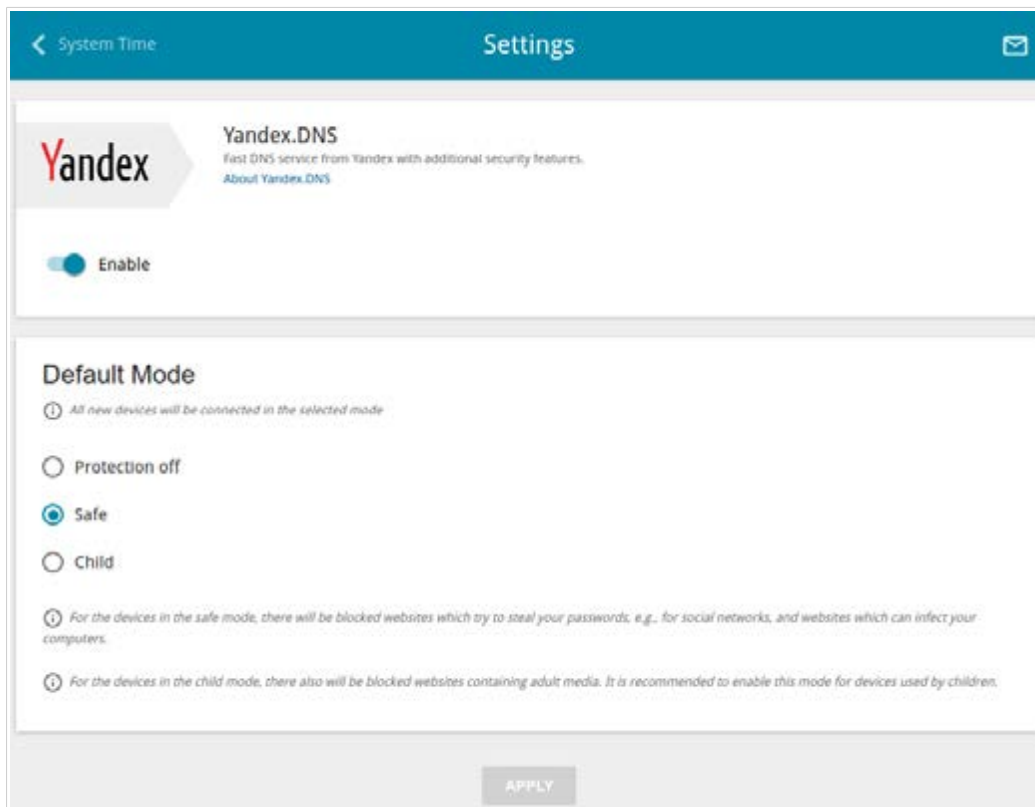 System Time
Settings
Yandex
Yandex.DNS
Fast DNS service from Yandex with additional security features.
About Yandex.DNS
Enable
Default Mode
All new devices will be connected in the selected mode
Protection off
Safe
Child
For the devices in the safe mode, there will be blocked websites which try to steal your passwords, e.g., for social networks, and websites which can infect your
computers.
For the devices in the child mode, there also will be blocked websites containing adult media. It is recommended to enable this mode for devices used by children.
APPLY